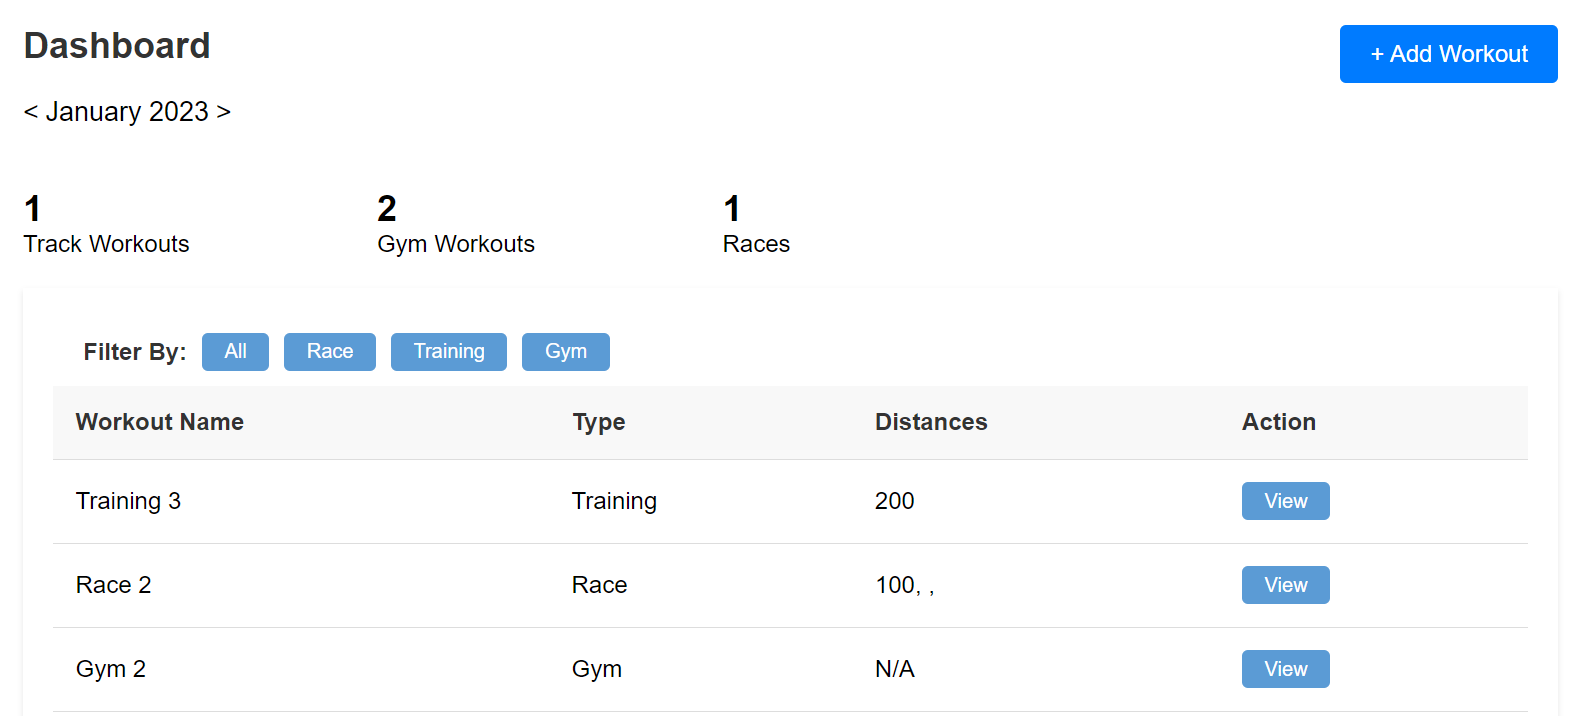 Dashboard
+ Add Workout
< January 2023 >
1
Track Workouts
2
Gym Workouts
1
Races
Filter By: All Race Training Gym
Workout Name Type Distances Action
Training 3 Training 200 View
Race 2 Race 100, , View
Gym 2 Gym N/A View